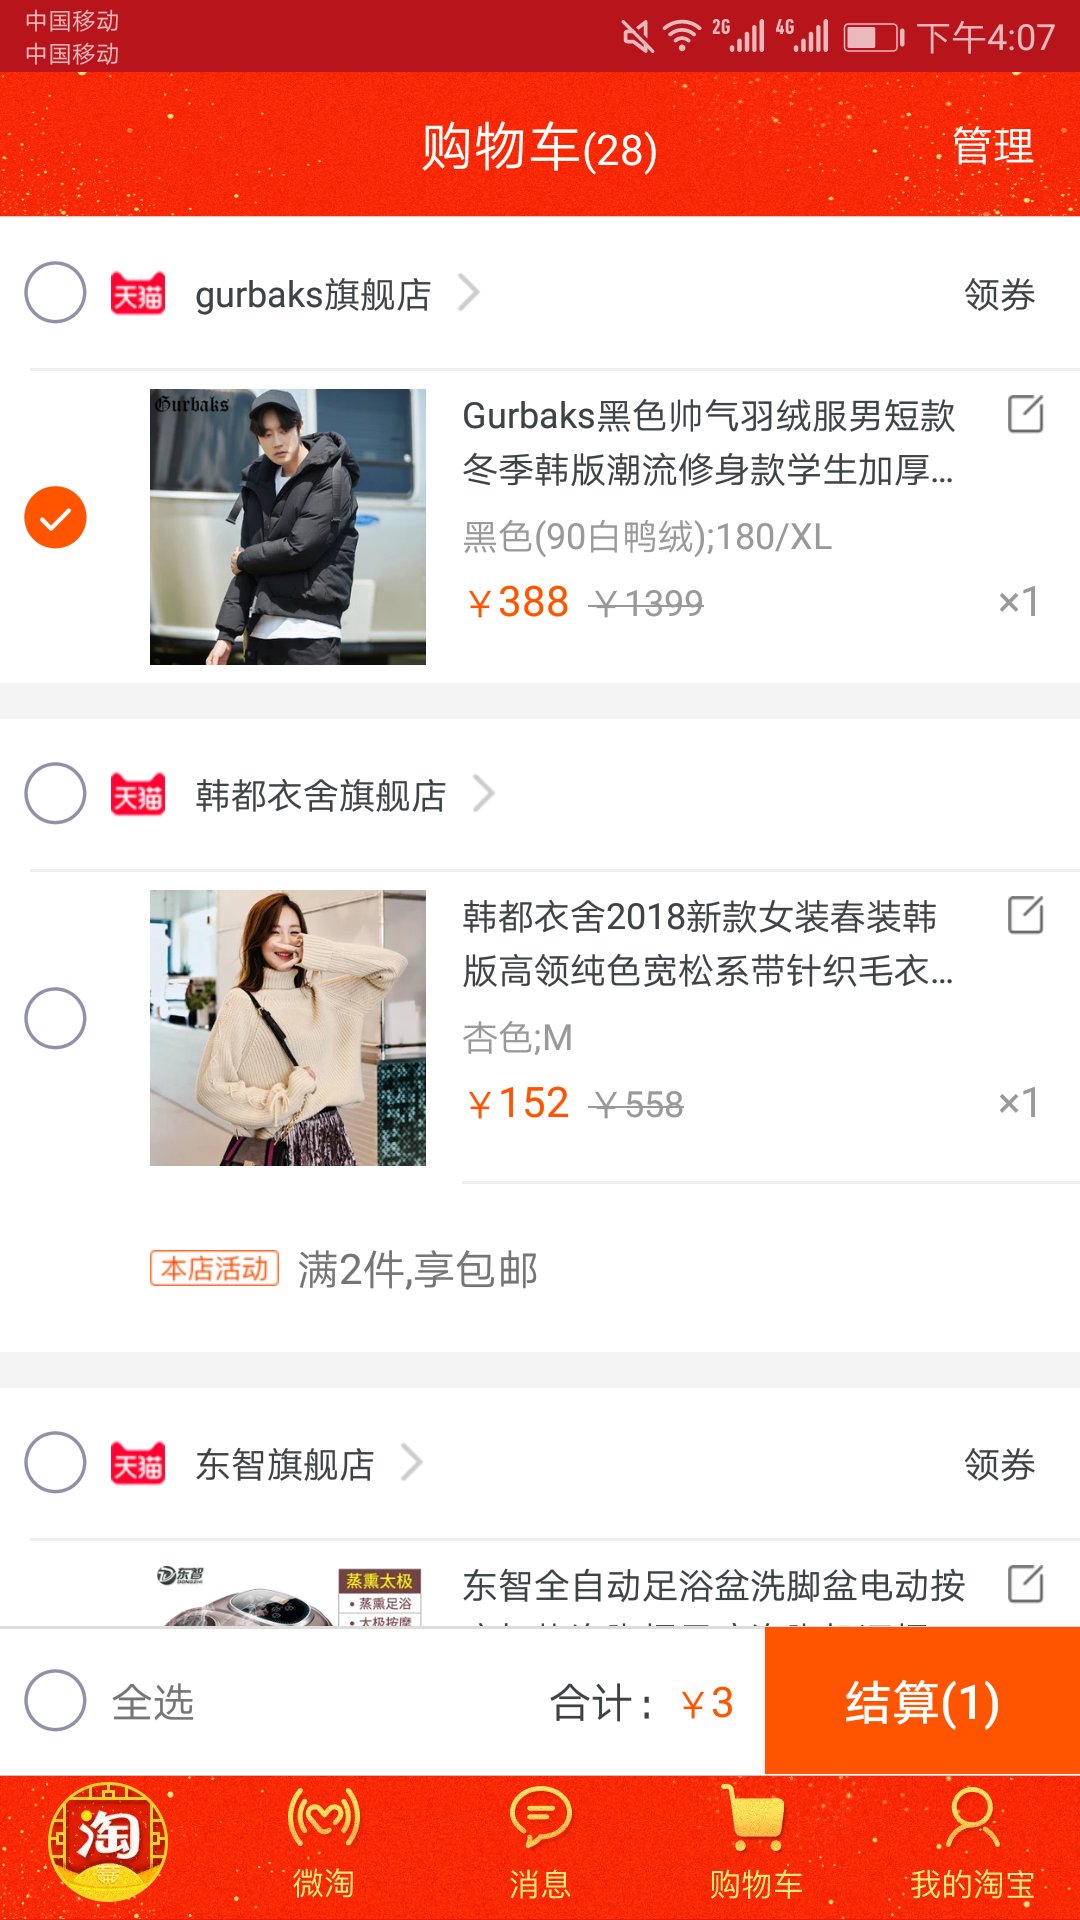 中国移动
中国移动
2G
4G
下午4:07
购物车(28)
管理
天猫
gurbaks旗舰店
领券
Gurbaks
Gurbaks黑色帅气羽绒服男短款
冬季韩版潮流修身款学生加厚...
黑色(90白鸭绒);180/XL
￥388 ￥1399
×1
天猫
韩都衣舍旗舰店
韩都衣舍2018新款女装春装韩
版高领纯色宽松系带针织毛衣...
杏色;M
￥152 ￥558
×1
本店活动 满2件,享包邮
天猫
东智旗舰店
领券
东智
蒸熏太极
• 蒸熏足浴
• 太极按摩
东智全自动足浴盆洗脚盆电动按
全选
合计：￥3
结算(1)
淘
微淘
消息
购物车
我的淘宝